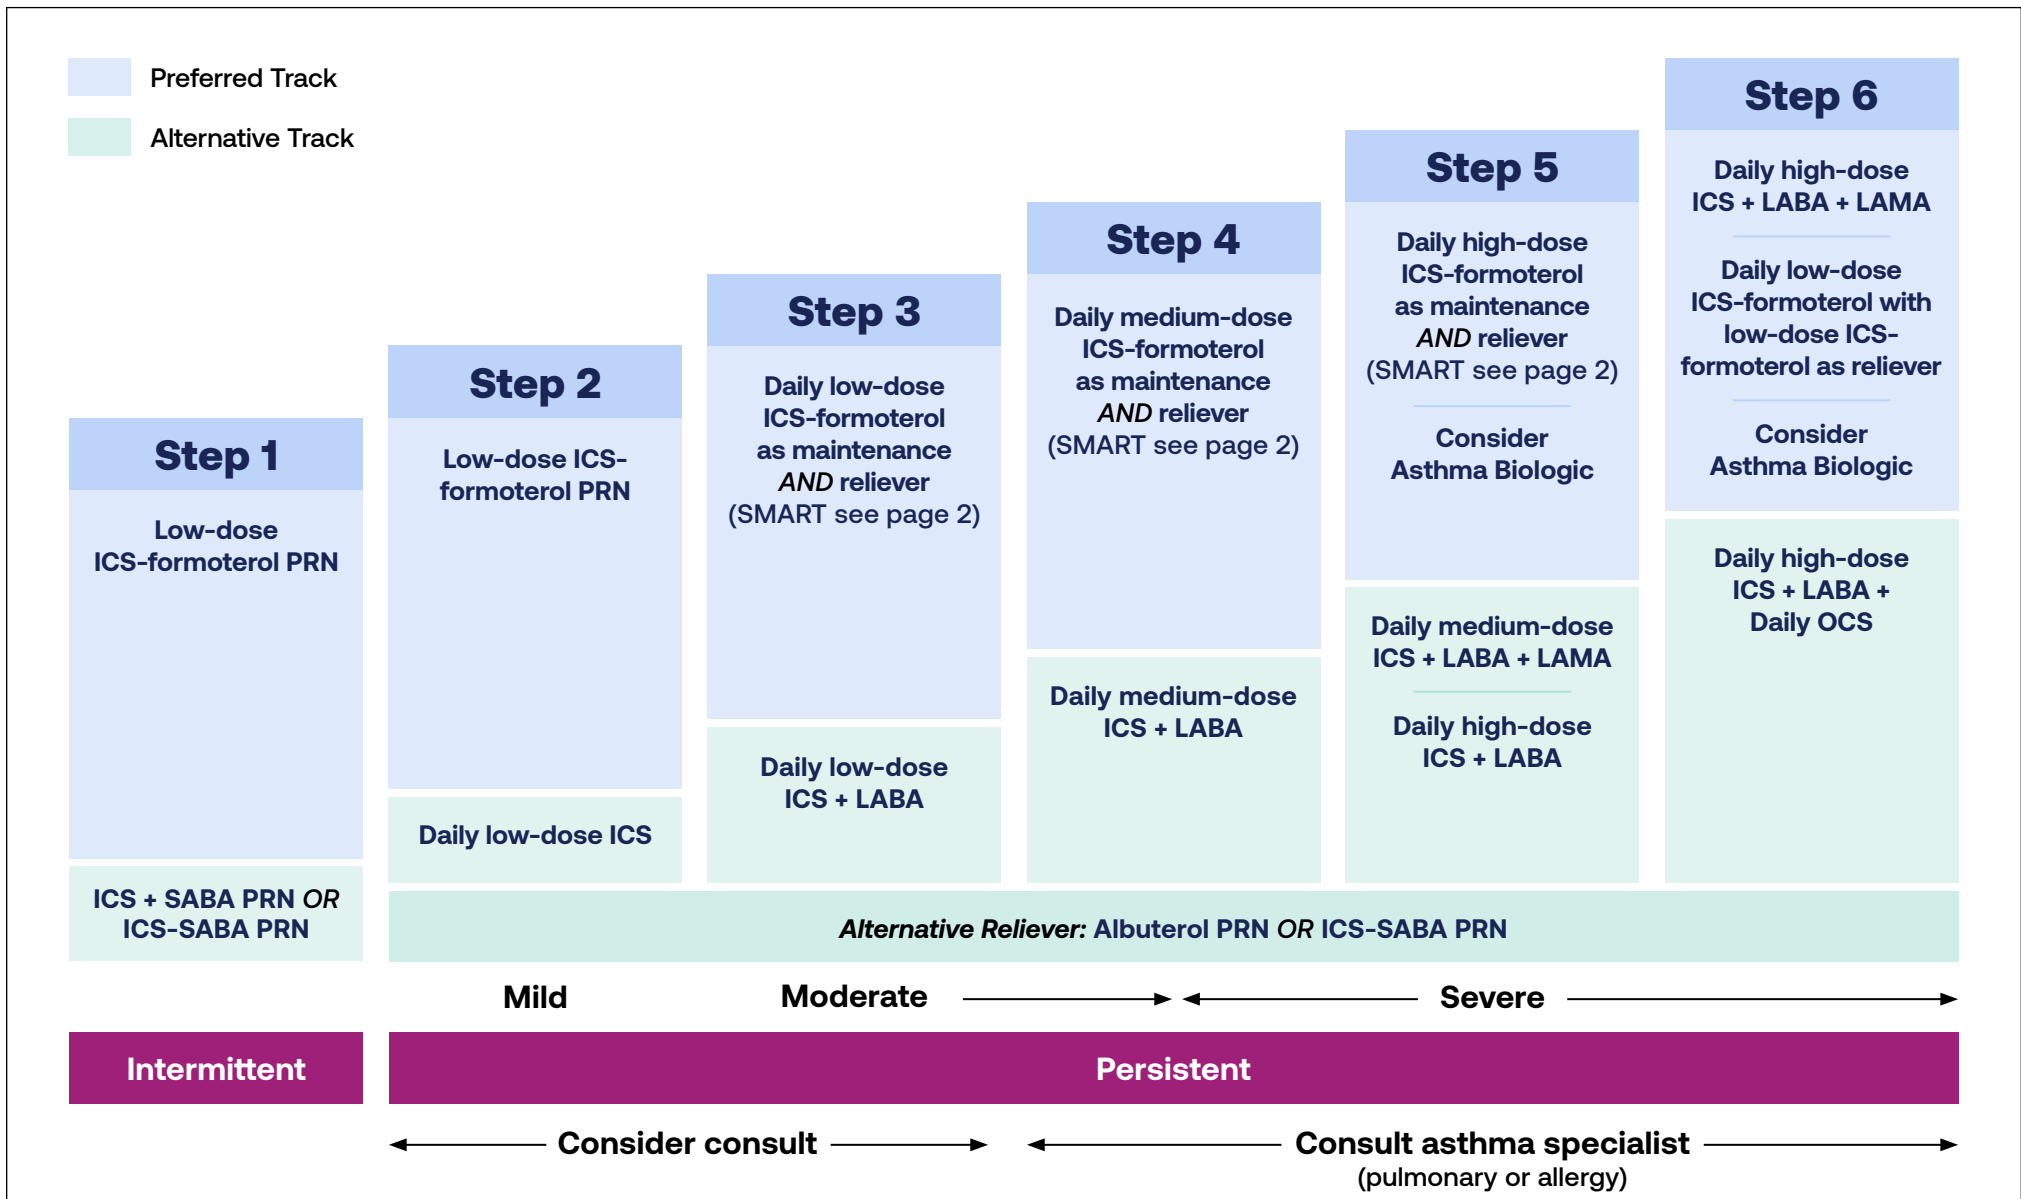 Preferred Track
Alternative Track
Step 1
Low-dose
ICS-formoterol PRN
ICS + SABA PRN OR
ICS-SABA PRN
Step 2
Low-dose ICS-
formoterol PRN
Daily low-dose ICS
Step 3
Daily low-dose
ICS-formoterol
as maintenance
AND reliever
(SMART see page 2)
Daily low-dose
ICS + LABA
Step 4
Daily medium-dose
ICS-formoterol
as maintenance
AND reliever
(SMART see page 2)
Daily medium-dose
ICS + LABA
Step 5
Daily high-dose
ICS-formoterol
as maintenance
AND reliever
(SMART see page 2)
Consider
Asthma Biologic
Daily medium-dose
ICS + LABA + LAMA
Daily high-dose
ICS + LABA
Step 6
Daily high-dose
ICS + LABA + LAMA
Daily low-dose
ICS-formoterol with
low-dose ICS-
formoterol as reliever
Consider
Asthma Biologic
Daily high-dose
ICS + LABA +
Daily OCS
Alternative Reliever: Albuterol PRN OR ICS-SABA PRN
Mild
Moderate
Severe
Intermittent
Persistent
Consider consult
Consult asthma specialist
(pulmonary or allergy)